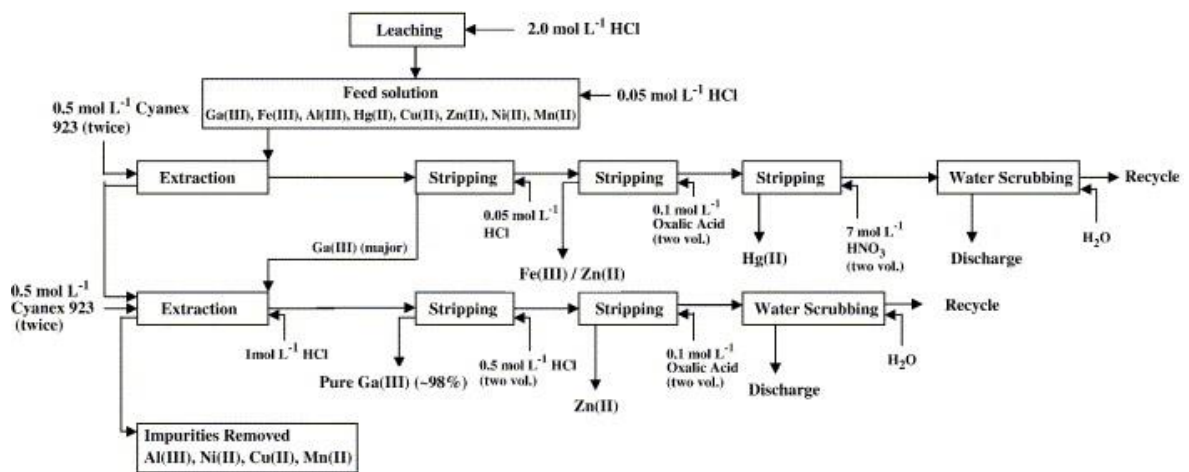 Leaching
2.0 mol L⁻¹ HCl
Feed solution
Ga(III), Fe(III), Al(III), Hg(II), Cu(II), Zn(II), Ni(II), Mn(II)
0.05 mol L⁻¹ HCl
0.5 mol L⁻¹ Cyanex
923 (twice)
Extraction
Stripping
Stripping
Stripping
Water Scrubbing
Recycle
0.05 mol L⁻¹
HCl
0.1 mol L⁻¹
Oxalic Acid
(two vol.)
7 mol L⁻¹
HNO₃
(two vol.)
H₂O
Ga(III) (major)
Fe(III) / Zn(II)
Hg(II)
Discharge
0.5 mol L⁻¹
Cyanex 923
(twice)
Extraction
Stripping
Stripping
Water Scrubbing
Recycle
1mol L⁻¹ HCl
0.5 mol L⁻¹ HCl
(two vol.)
0.1 mol L⁻¹
Oxalic Acid
(two vol.)
H₂O
Pure Ga(III) (~98%)
Zn(II)
Discharge
Impurities Removed
Al(III), Ni(II), Cu(II), Mn(II)